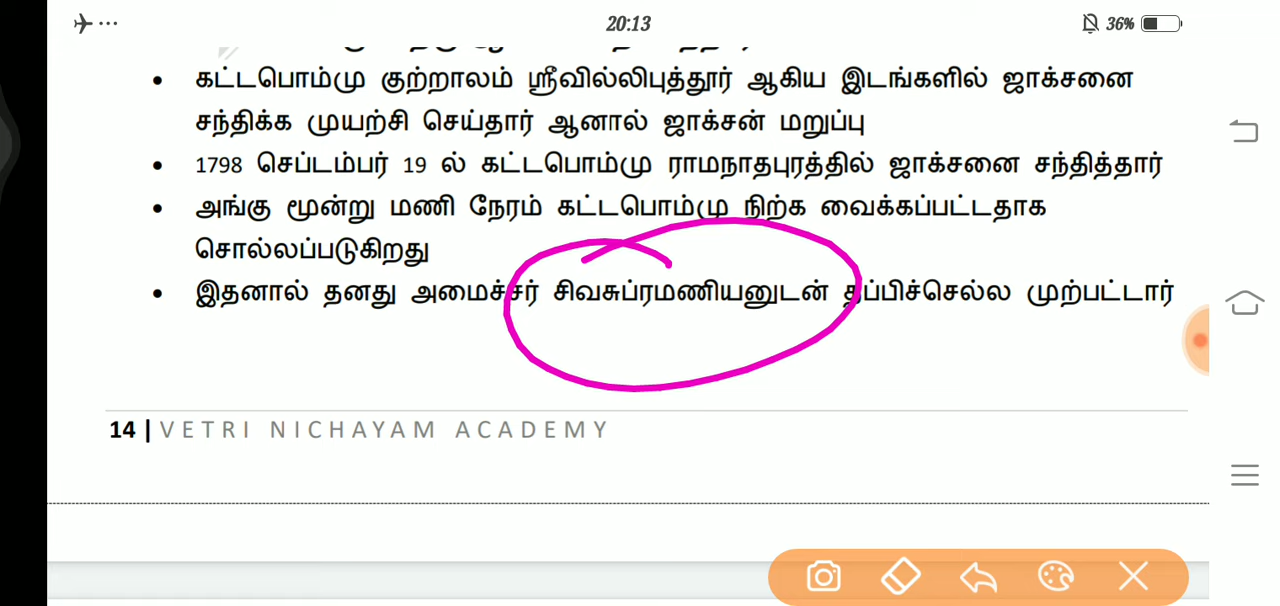 20:13
36%
கட்டபொம்மு குற்றாலம் ஸ்ரீவில்லிபுத்தூர் ஆகிய இடங்களில் ஜாக்சனை
சந்திக்க முயற்சி செய்தார் ஆனால் ஜாக்சன் மறுப்பு
1798 செப்டம்பர் 19 ல் கட்டபொம்மு ராமநாதபுரத்தில் ஜாக்சனை சந்தித்தார்
அங்கு மூன்று மணி நேரம் கட்டபொம்மு நிற்க வைக்கப்பட்டதாக
சொல்லப்படுகிறது
இதனால் தனது அமைச்சர் சிவசுப்ரமணியனுடன் தப்பிச்செல்ல முற்பட்டார்
14 | VETRI NICHAYAM ACADEMY